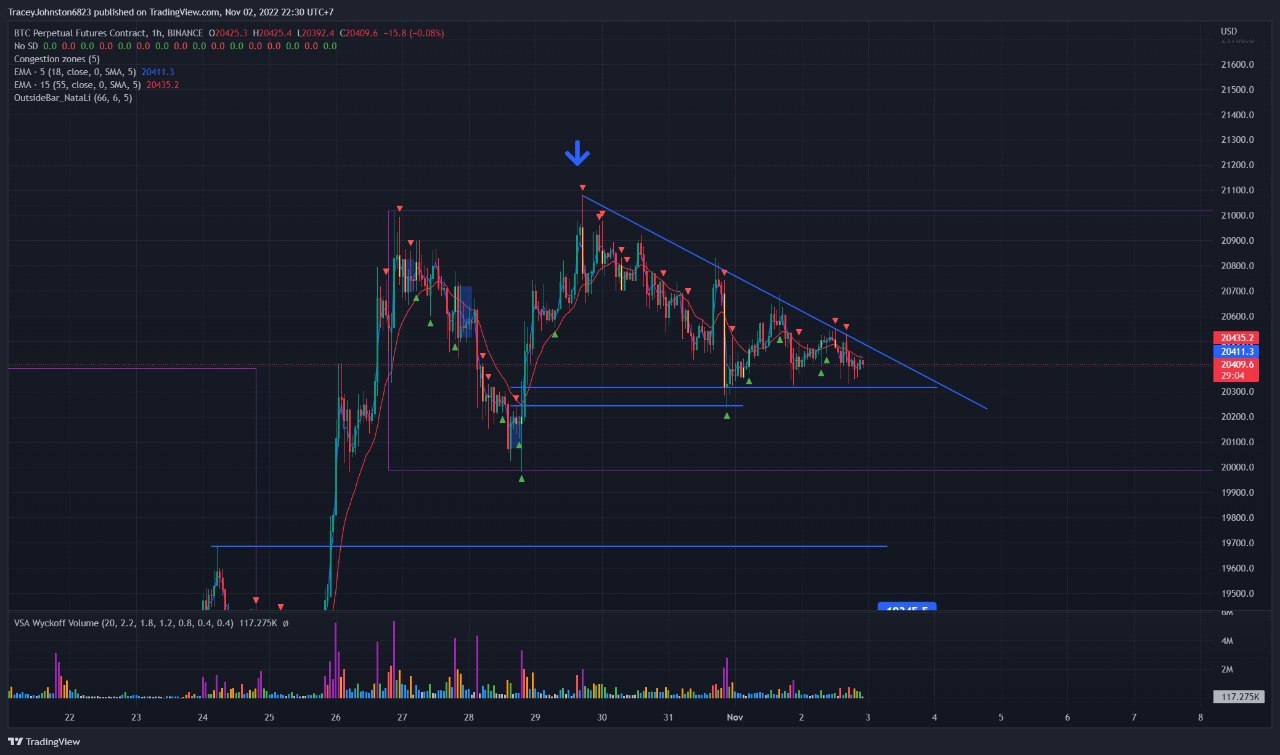 TraceyJohnston6823 published on TradingView.com, Nov 02, 2022 22:30 UTC+7
BTC Perpetual Futures Contract, 1h, BINANCE O20425.3 H20425.4 L20392.4 C20409.6 −15.8 (−0.08%)
No SD 0.0 0.0 0.0 0.0 0.0 0.0 0.0 0.0 0.0 0.0 0.0 0.0 0.0 0.0 0.0 0.0
Congestion zones (5)
EMA · 5 (18, close, 0, SMA, 5) 20411.3
EMA · 15 (55, close, 0, SMA, 5) 20435.2
OutsideBar_NataLi (66, 6, 5)
USD
21600.0
21500.0
21400.0
21300.0
21200.0
21100.0
21000.0
20900.0
20800.0
20700.0
20600.0
20435.2
20411.3
20409.6
29:04
20300.0
20200.0
20100.0
20000.0
19900.0
19800.0
19700.0
19600.0
19500.0
VSA Wyckoff Volume (20, 2.2, 1.8, 1.2, 0.8, 0.4, 0.4) 117.275K ø
6M
4M
2M
117.275K
22 23 24 25 26 27 28 29 30 31 Nov 2 3 4 5 6 7 8
TradingView